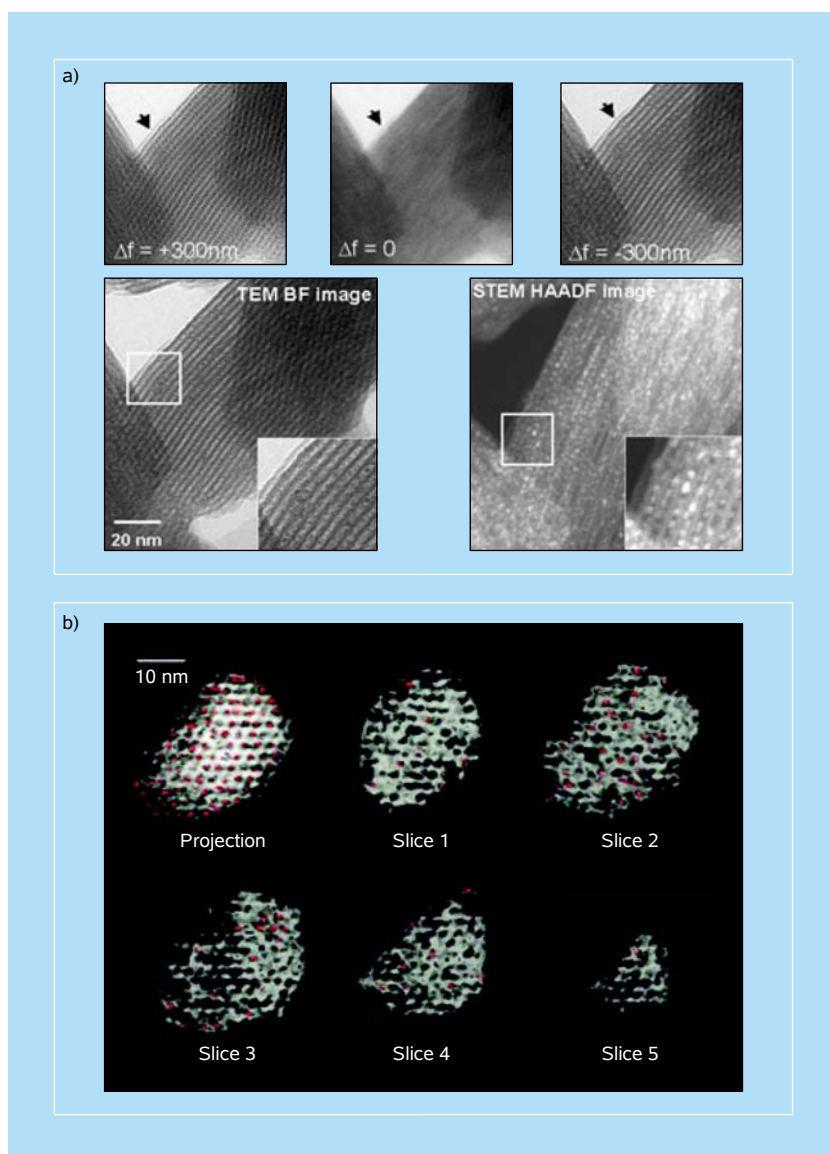 a)
Δf = +300nm
Δf = 0
Δf = -300nm
TEM BF image
STEM HAADF image
20 nm
b)
10 nm
Projection
Slice 1
Slice 2
Slice 3
Slice 4
Slice 5